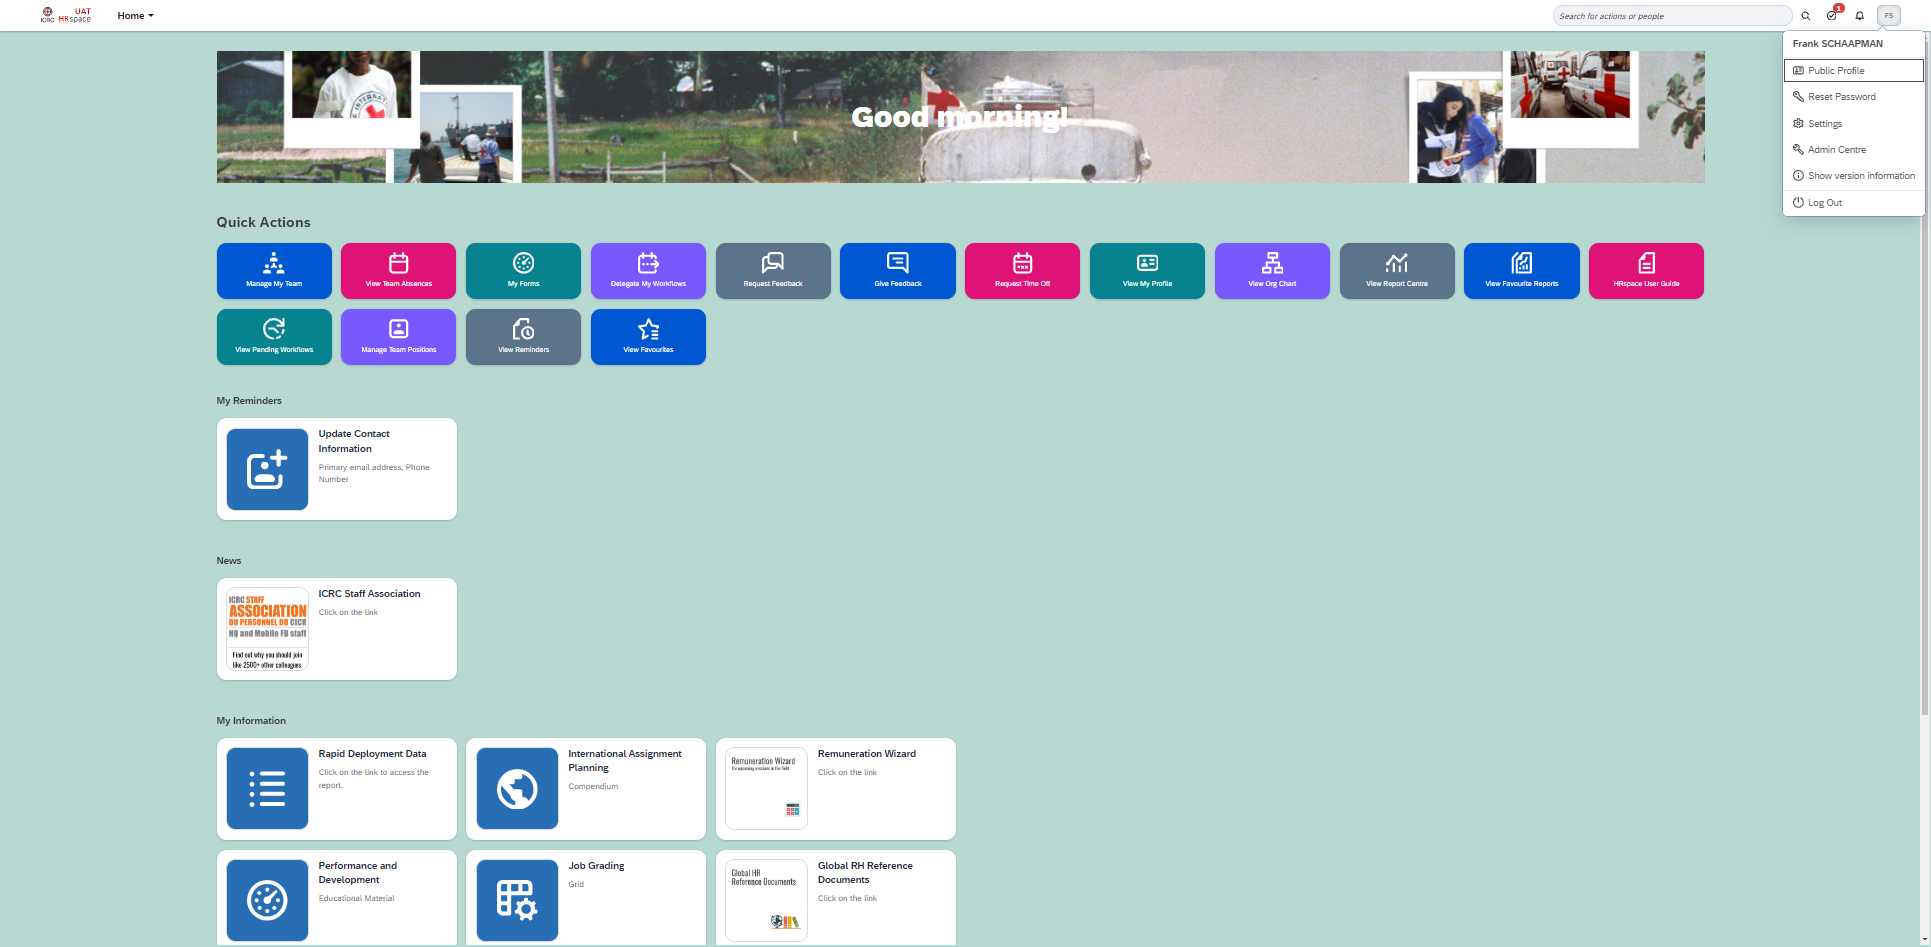 ICRC
UAT
HRspace
Home
Search for actions or people
1
FS
Frank SCHAAPMAN
Public Profile
Reset Password
Settings
Admin Centre
Show version information
Log Out
INTERNATI
Good morning!
Quick Actions
Manage My Team
View Team Absences
My Forms
Delegate My Workflows
Request Feedback
Give Feedback
Request Time Off
View My Profile
View Org Chart
View Report Centre
View Favourite Reports
HRspace User Guide
View Pending Workflows
Manage Team Positions
View Reminders
View Favourites
My Reminders
Update Contact
Information
Primary email address, Phone
Number
News
ICRC STAFF
ASSOCIATION
DU PERSONNEL DU CICR
HQ and Mobile FD staff
Find out why you should join
like 2500+ other colleagues
ICRC Staff Association
Click on the link
My Information
Rapid Deployment Data
Click on the link to access the
report.
International Assignment
Planning
Compendium
Remuneration Wizard
for upcoming missions in the field
Remuneration Wizard
Click on the link
Performance and
Development
Educational Material
Job Grading
Grid
Global HR
Reference Documents
Global RH Reference
Documents
Click on the link